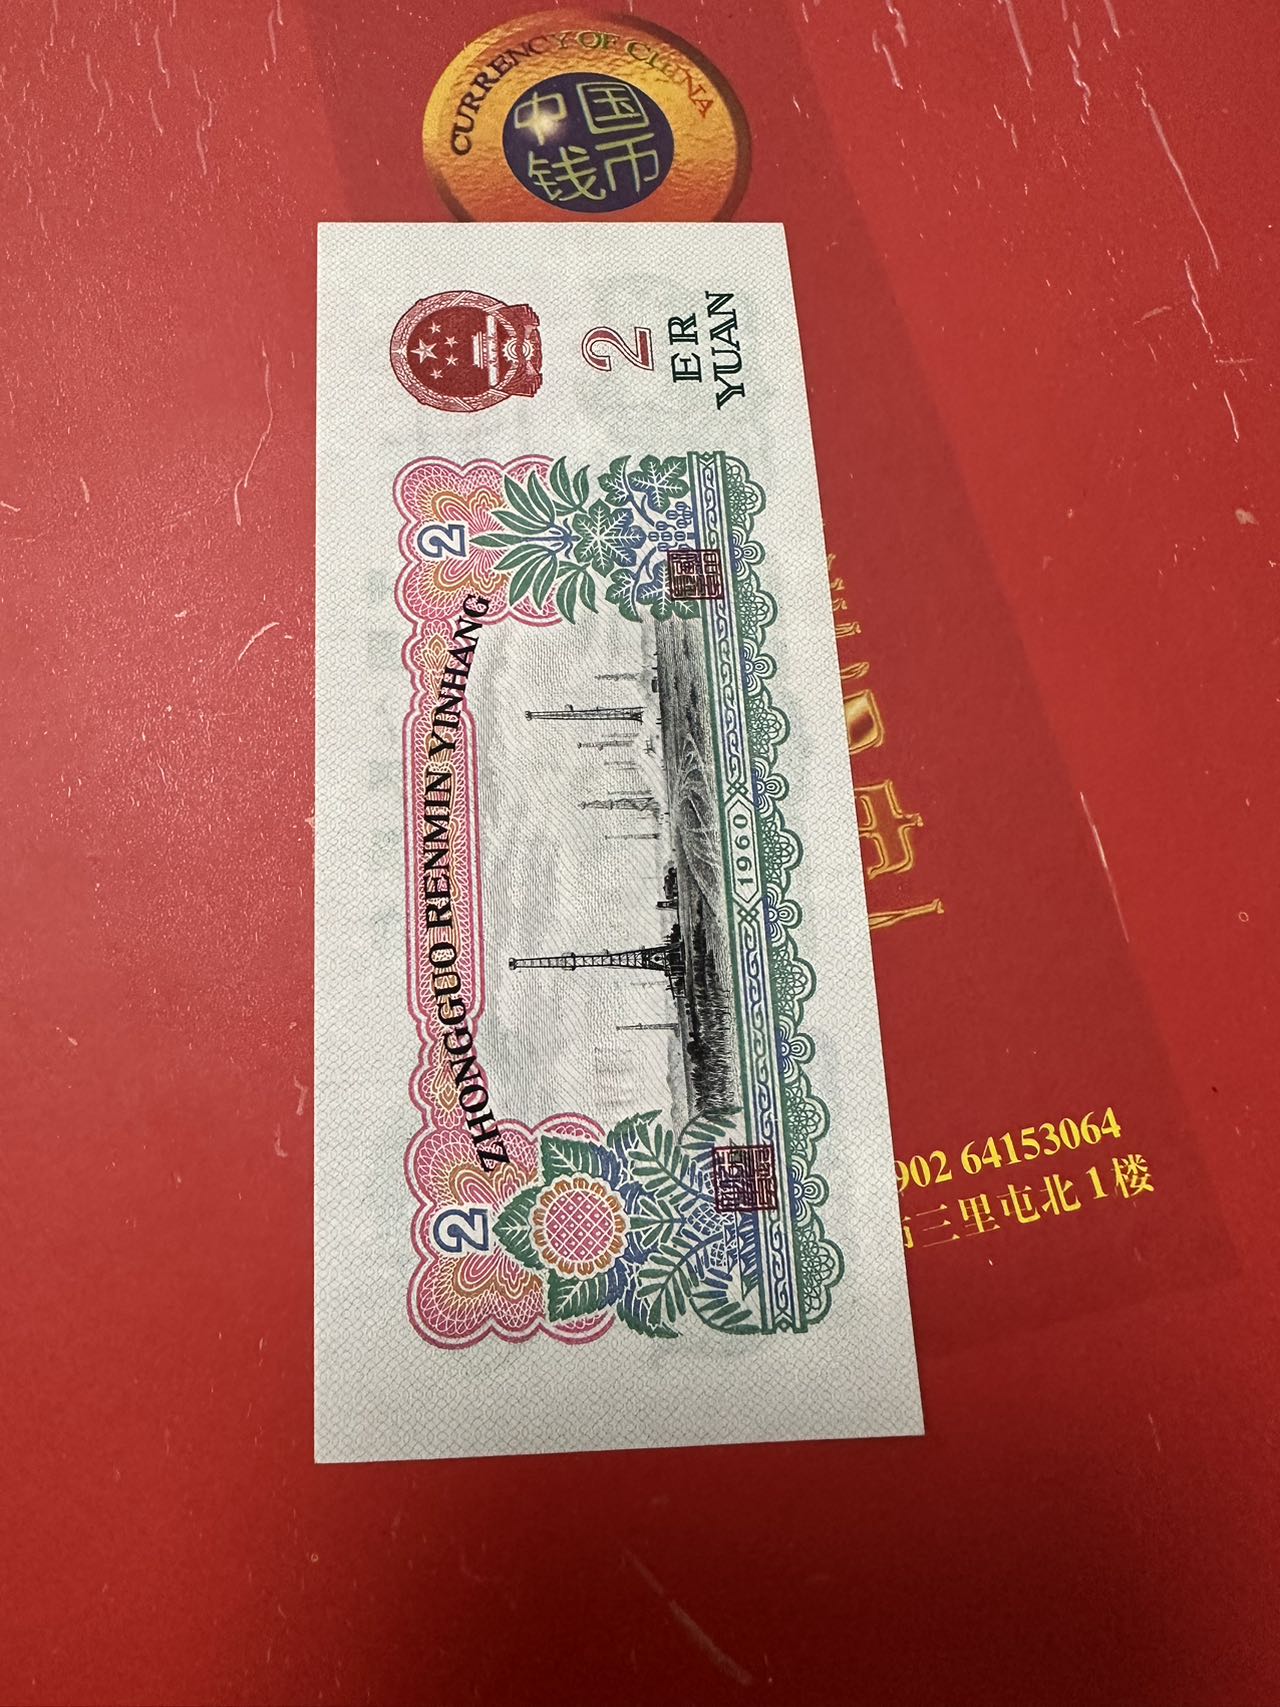 CURRENCY OF CHINA
中国
钱币
2
ER
YUAN
2
ZHONGGUO RENMIN YINHANG
2
1960
902 64153064
三里屯北1楼